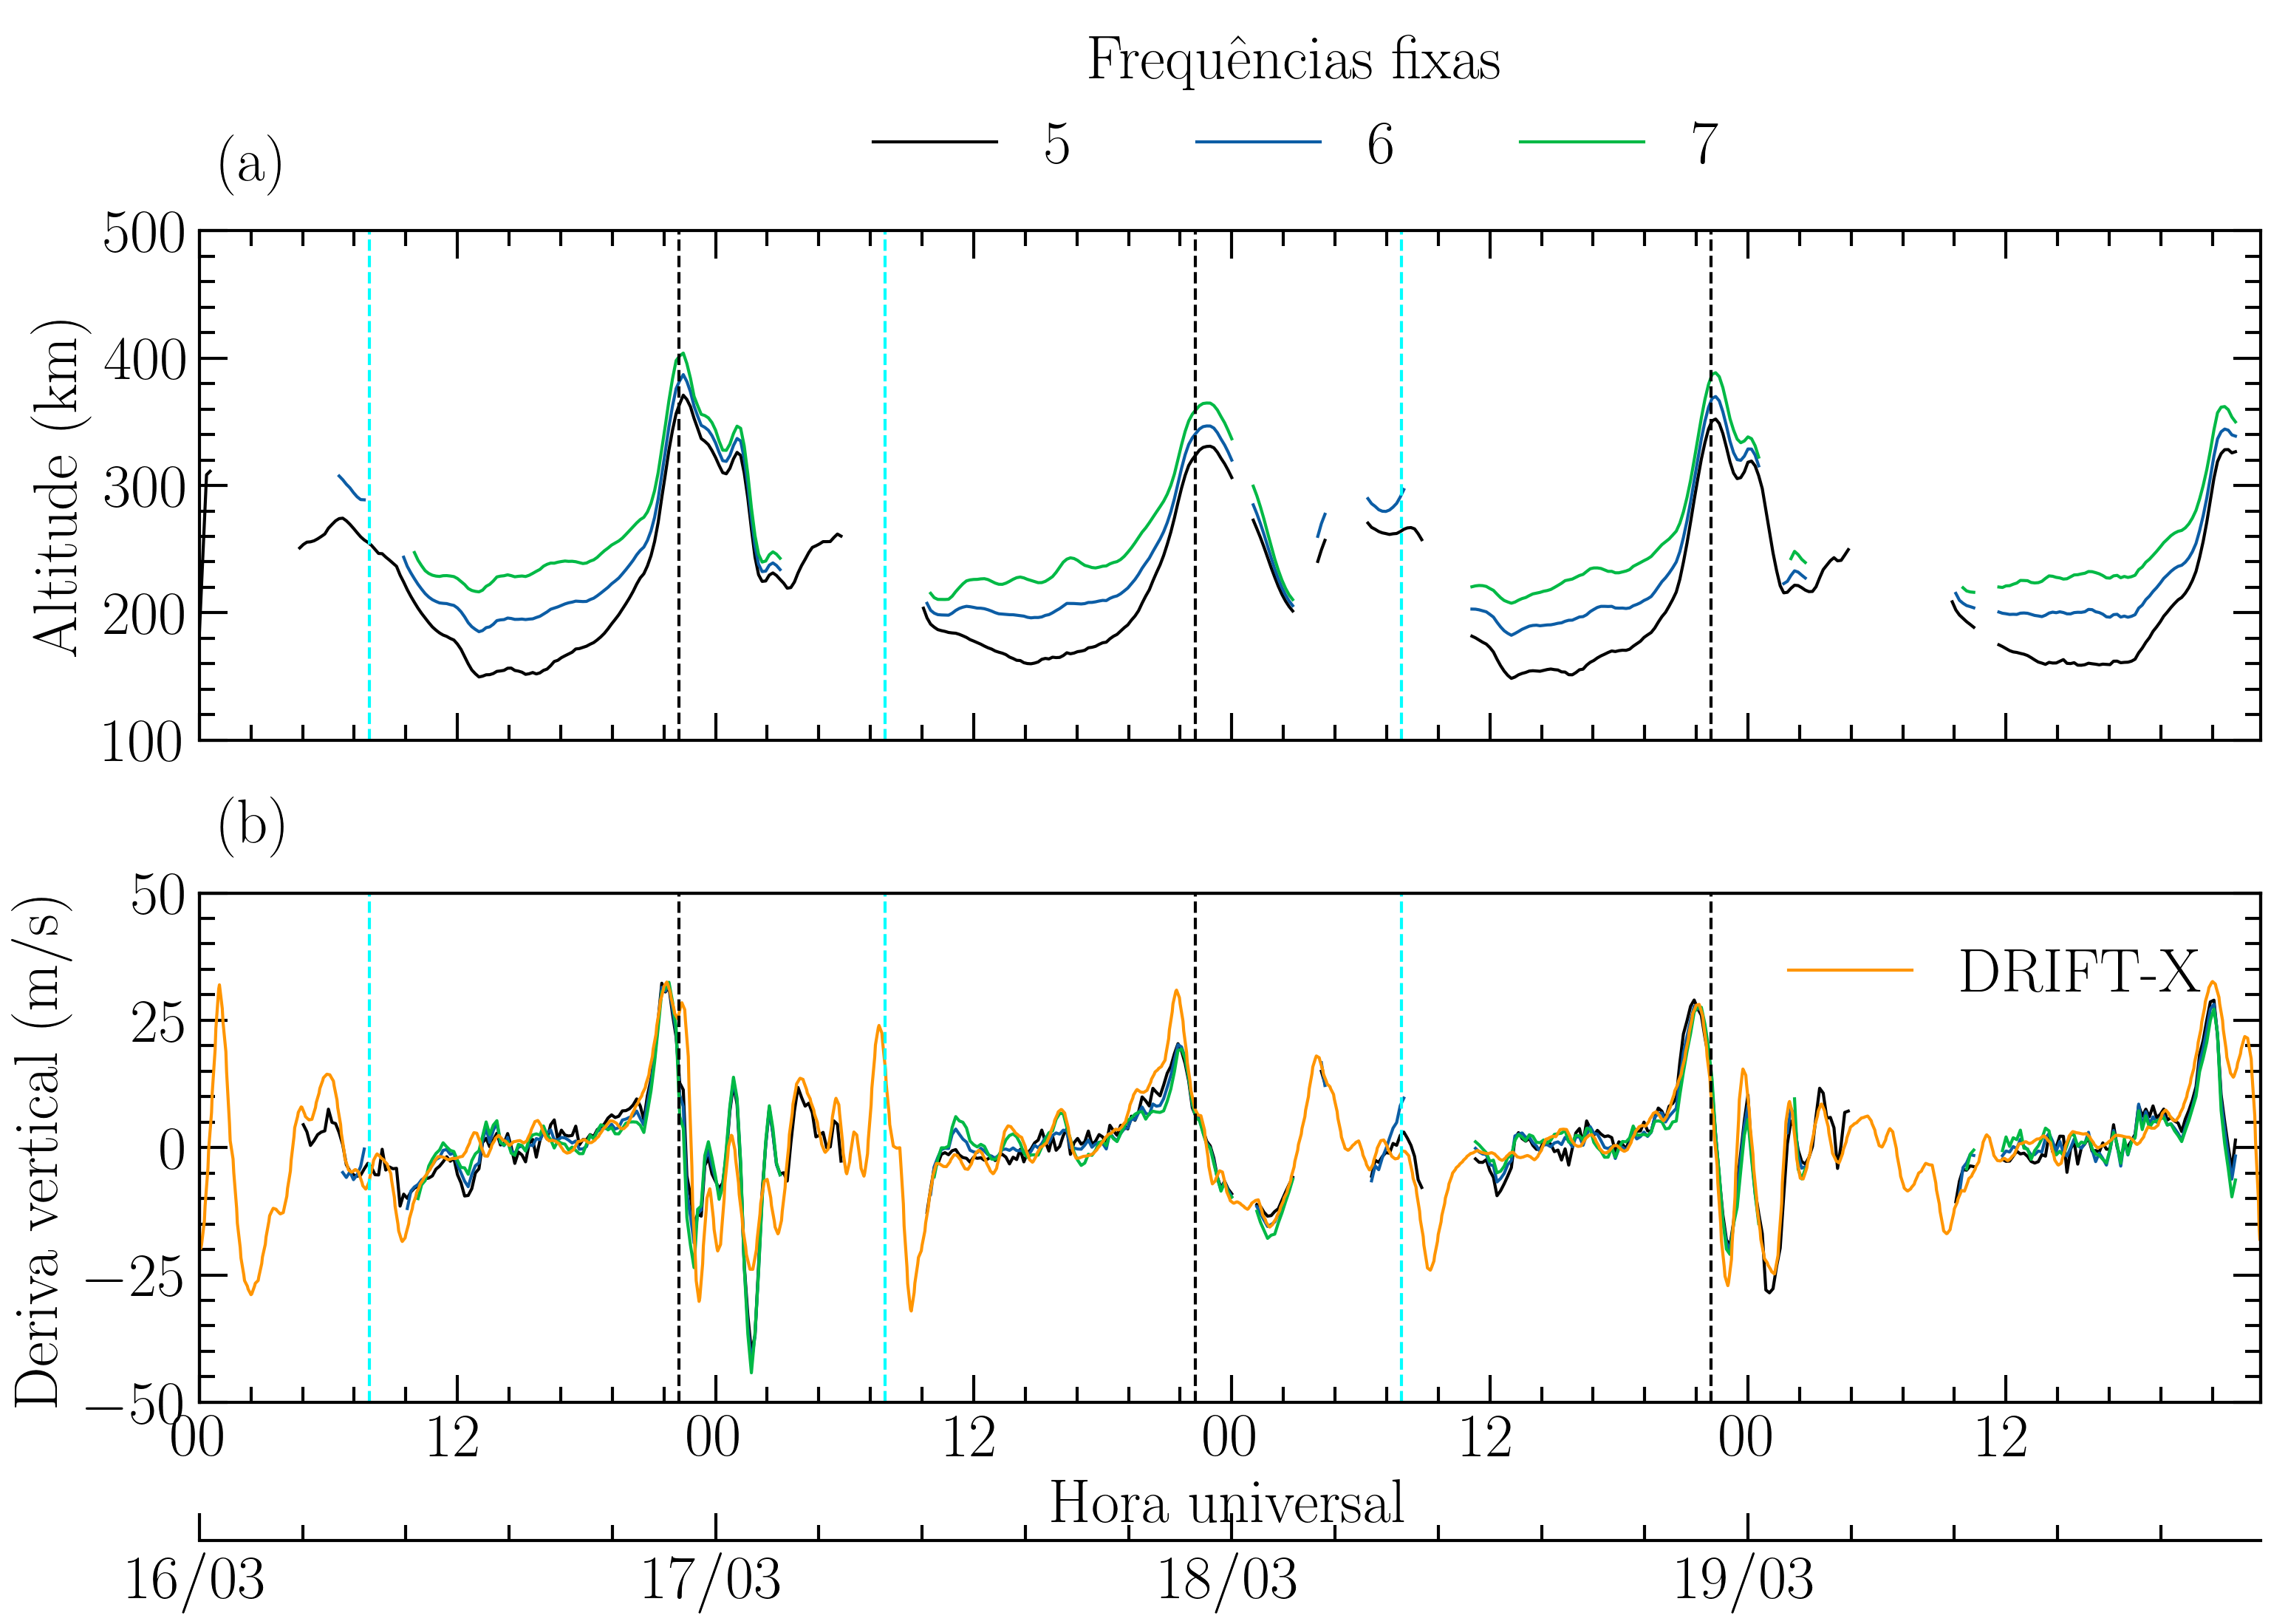 Frequências fixas
5 6 7
(a)
500
400
300
200
100
Altitude (km)
(b)
50
25
0
−25
−50
Deriva vertical (m/s)
DRIFT-X
00 12 00 12 00 12 00 12
Hora universal
16/03 17/03 18/03 19/03